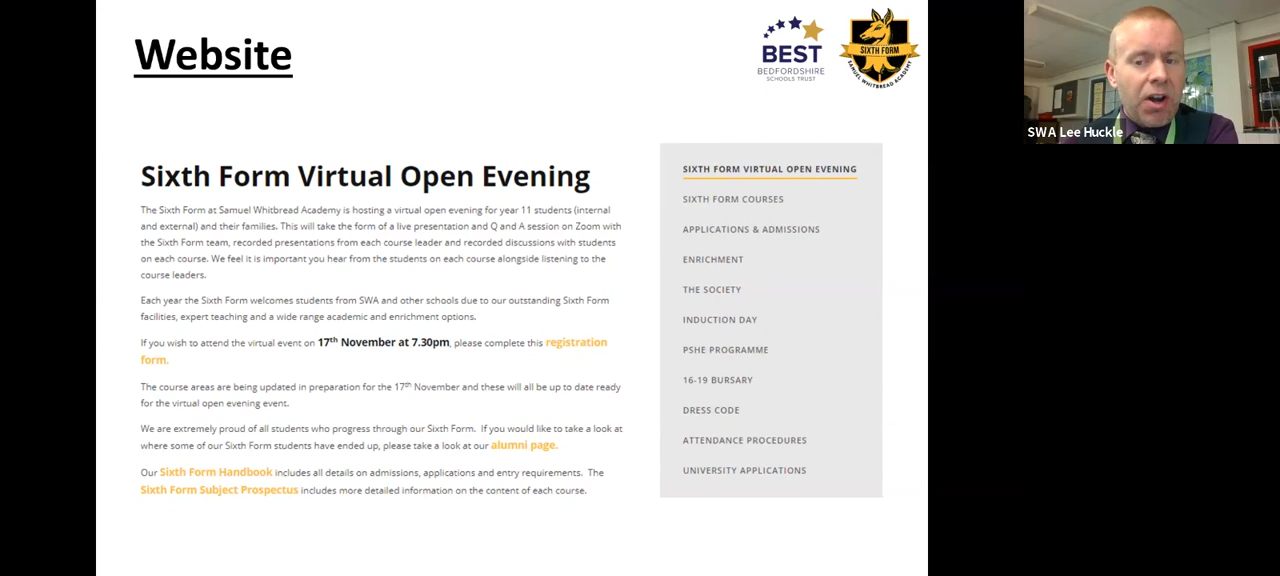 Website
BEST
BEDFORDSHIRE
SCHOOLS TRUST
SIXTH FORM
SAMUEL WHITBREAD ACADEMY
SWA Lee Huckle
Sixth Form Virtual Open Evening
The Sixth Form at Samuel Whitbread Academy is hosting a virtual open evening for year 11 students (internal
and external) and their families. This will take the form of a live presentation and Q and A session on Zoom with
the Sixth Form team, recorded presentations from each course leader and recorded discussions with students
on each course. We feel it is important you hear from the students on each course alongside listening to the
course leaders.
Each year the Sixth Form welcomes students from SWA and other schools due to our outstanding Sixth Form
facilities, expert teaching and a wide range academic and enrichment options.
If you wish to attend the virtual event on 17th November at 7.30pm, please complete this registration
form.
The course areas are being updated in preparation for the 17th November and these will all be up to date ready
for the virtual open evening event.
We are extremely proud of all students who progress through our Sixth Form. If you would like to take a look at
where some of our Sixth Form students have ended up, please take a look at our alumni page.
Our Sixth Form Handbook includes all details on admissions, applications and entry requirements. The
Sixth Form Subject Prospectus includes more detailed information on the content of each course.
SIXTH FORM VIRTUAL OPEN EVENING
SIXTH FORM COURSES
APPLICATIONS & ADMISSIONS
ENRICHMENT
THE SOCIETY
INDUCTION DAY
PSHE PROGRAMME
16-19 BURSARY
DRESS CODE
ATTENDANCE PROCEDURES
UNIVERSITY APPLICATIONS